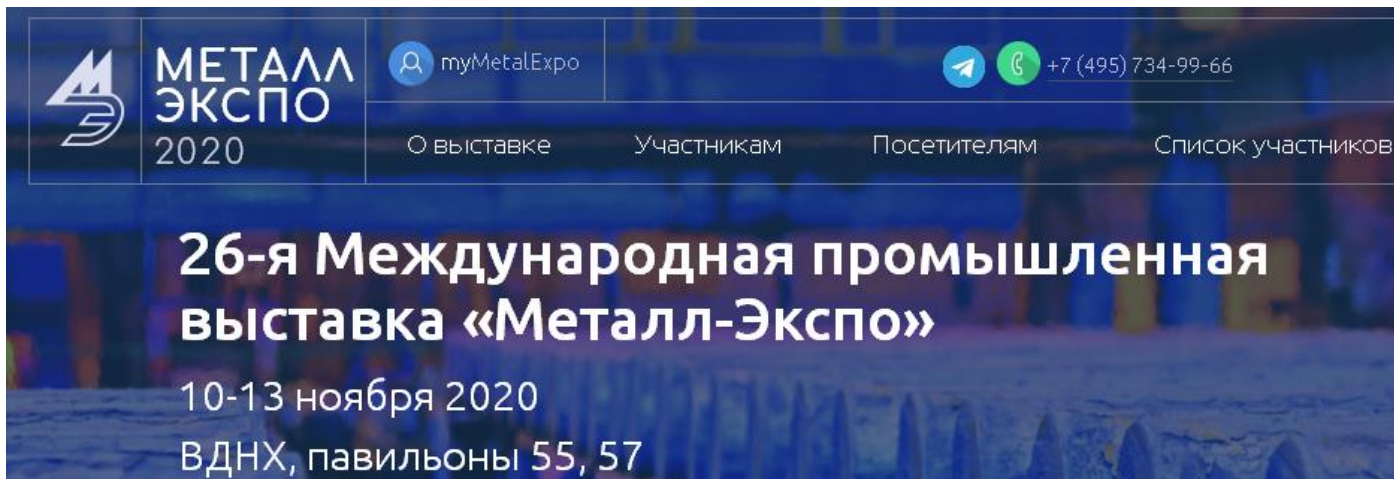 МЕТАЛЛ
ЭКСПО
2020
myMetalExpo
+7 (495) 734-99-66
О выставке
Участникам
Посетителям
Список участников
26-я Международная промышленная
выставка «Металл-Экспо»
10-13 ноября 2020
ВДНХ, павильоны 55, 57